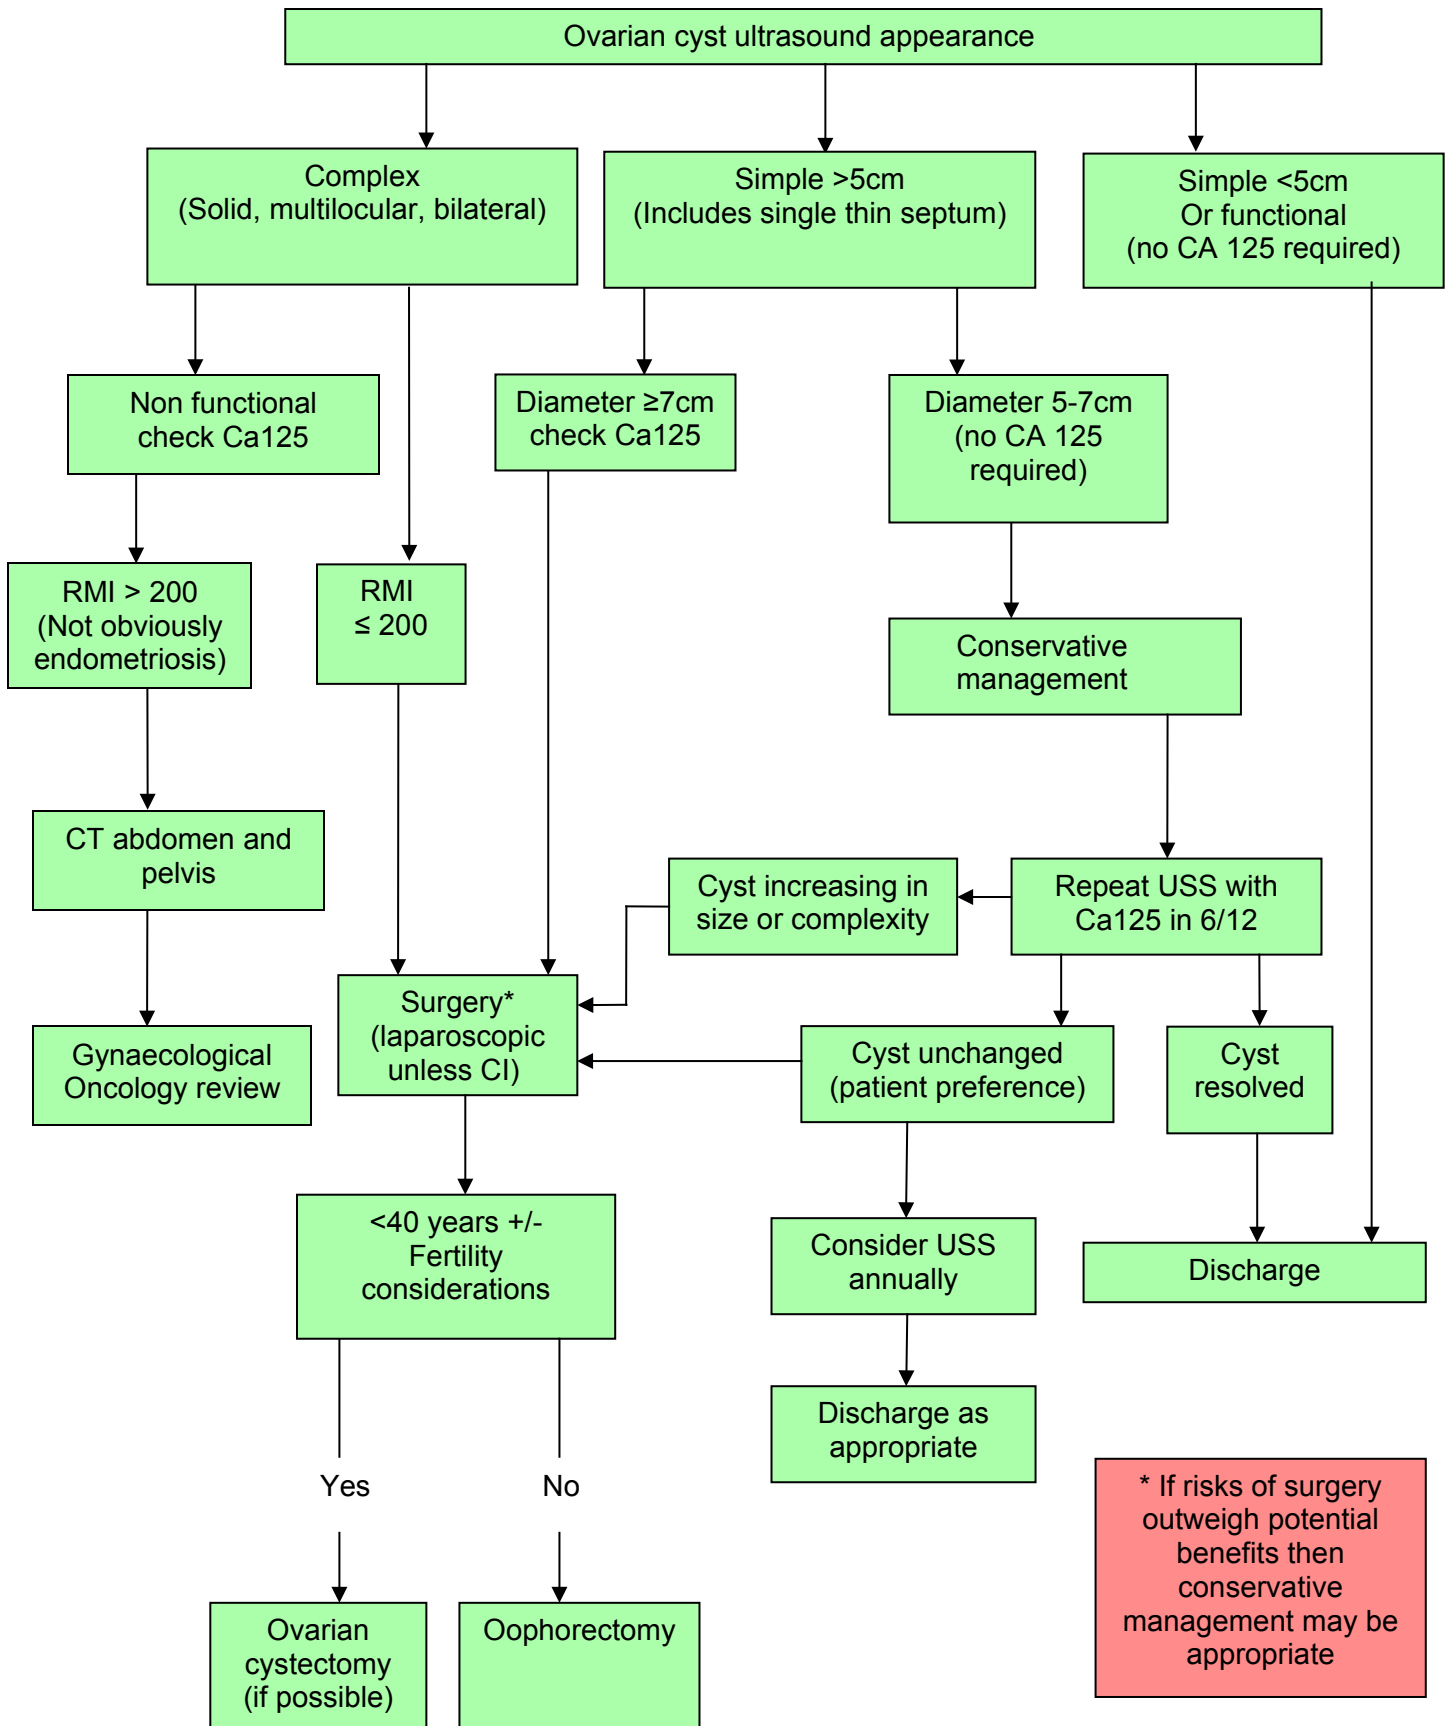 Ovarian cyst ultrasound appearance
Complex
(Solid, multilocular, bilateral)
Simple >5cm
(Includes single thin septum)
Simple <5cm
Or functional
(no CA 125 required)
Non functional
check Ca125
Diameter ≥7cm
check Ca125
Diameter 5-7cm
(no CA 125
required)
RMI > 200
(Not obviously
endometriosis)
RMI
≤ 200
Conservative
management
CT abdomen and
pelvis
Cyst increasing in
size or complexity
Repeat USS with
Ca125 in 6/12
Gynaecological
Oncology review
Surgery*
(laparoscopic
unless CI)
Cyst unchanged
(patient preference)
Cyst
resolved
<40 years +/-
Fertility
considerations
Consider USS
annually
Discharge
Discharge as
appropriate
Yes
No
Ovarian
cystectomy
(if possible)
Oophorectomy
* If risks of surgery
outweigh potential
benefits then
conservative
management may be
appropriate